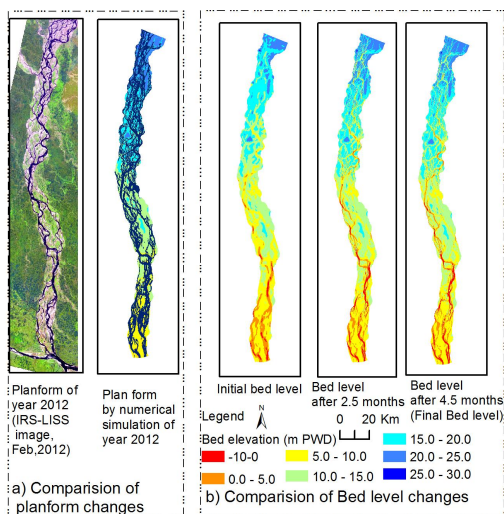 Planform of
year 2012
(IRS-LISS
image,
Feb,2012)
Plan form
by numerical
simulation of
year 2012
a) Comparision of
planform changes
Initial bed level
Bed level
after 2.5 months
Bed level
after 4.5 months
(Final Bed level)
Legend
N
0 20 Km
Bed elevation (m PWD)
-10-0
0.0 - 5.0
5.0 - 10.0
10.0 - 15.0
15.0 - 20.0
20.0 - 25.0
25.0 - 30.0
b) Comparision of Bed level changes